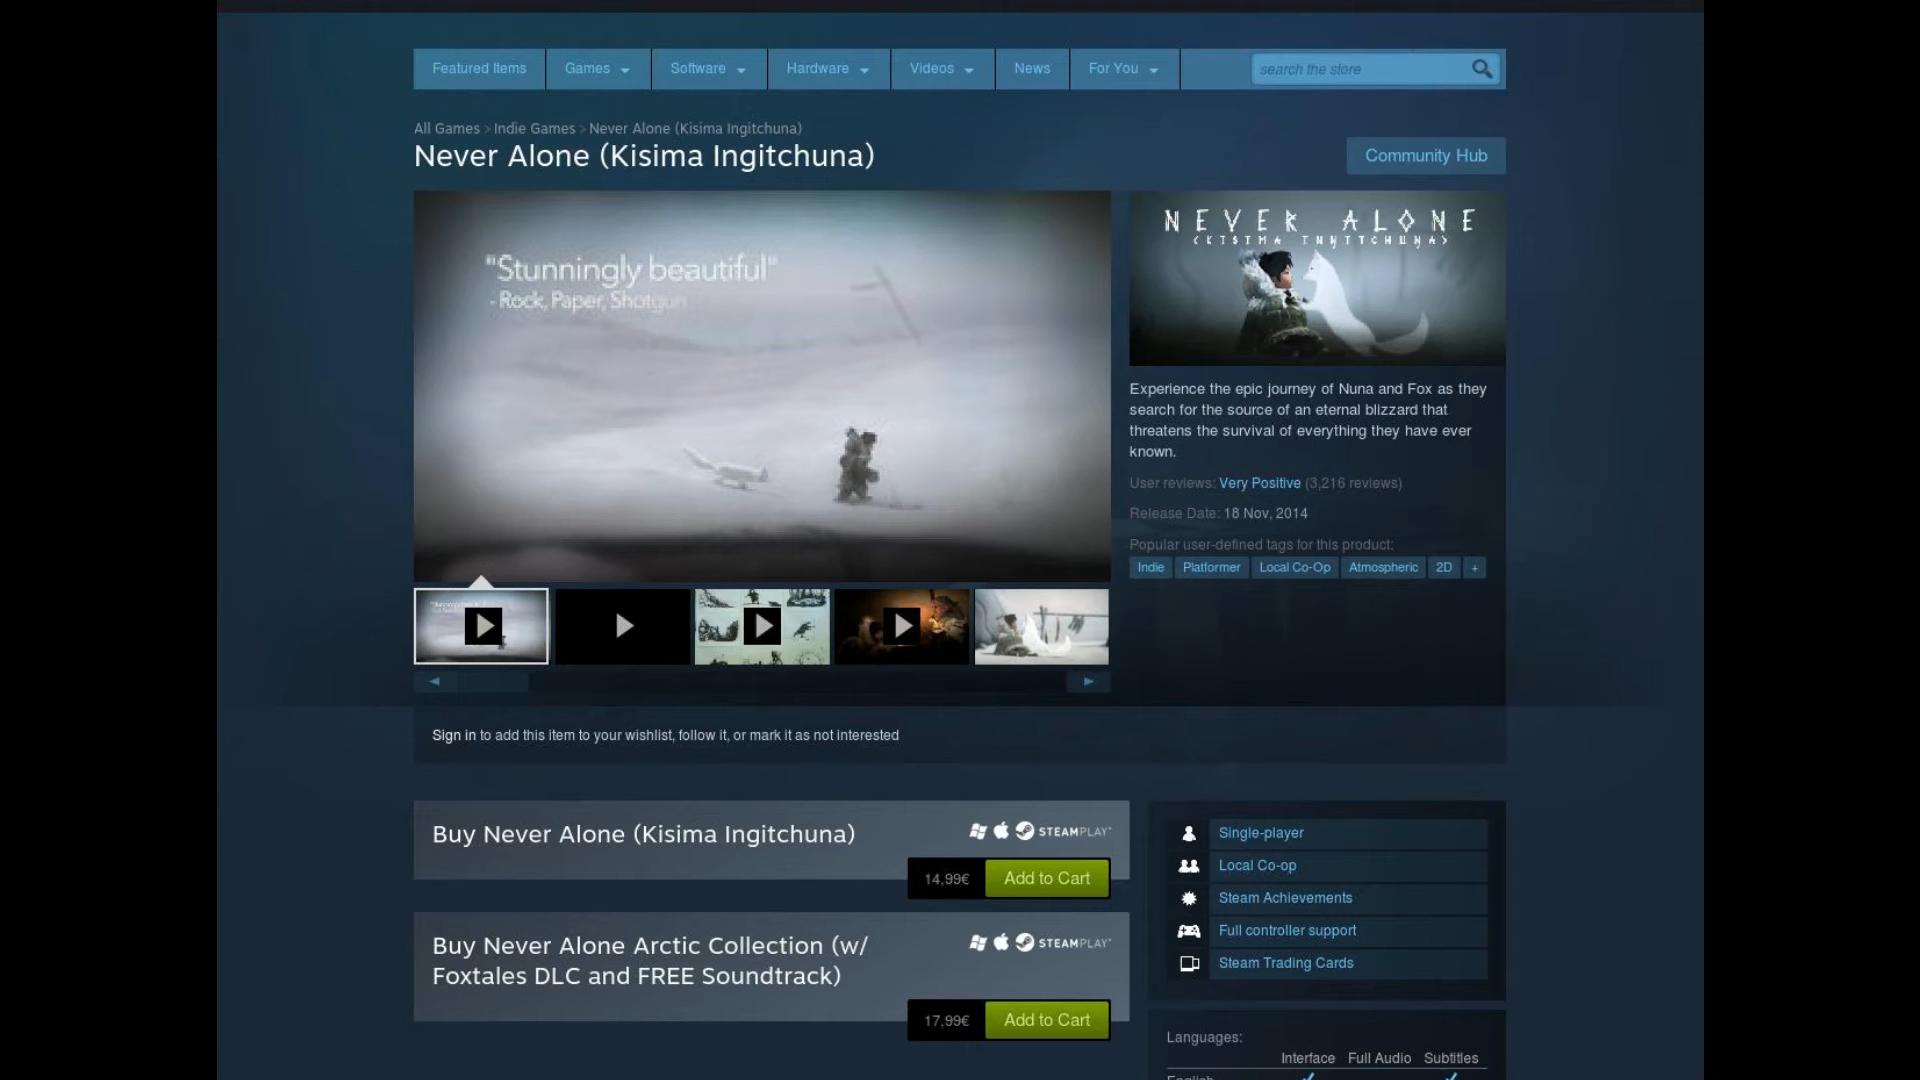 Featured Items
Games
Software
Hardware
Videos
News
For You
search the store
All Games > Indie Games > Never Alone (Kisima Ingitchuna)
Never Alone (Kisima Ingitchuna)
Community Hub
"Stunningly beautiful"
- Rock, Paper, Shotgun
NEVER ALONE
(KISIMA INGITCHUNA)
Experience the epic journey of Nuna and Fox as they
search for the source of an eternal blizzard that
threatens the survival of everything they have ever
known.
User reviews: Very Positive (3,216 reviews)
Release Date: 18 Nov, 2014
Popular user-defined tags for this product:
Indie
Platformer
Local Co-Op
Atmospheric
2D
+
Sign in to add this item to your wishlist, follow it, or mark it as not interested
Buy Never Alone (Kisima Ingitchuna)
STEAMPLAY
14,99€
Add to Cart
Buy Never Alone Arctic Collection (w/
Foxtales DLC and FREE Soundtrack)
STEAMPLAY
17,99€
Add to Cart
Single-player
Local Co-op
Steam Achievements
Full controller support
Steam Trading Cards
Languages:
Interface Full Audio Subtitles
English